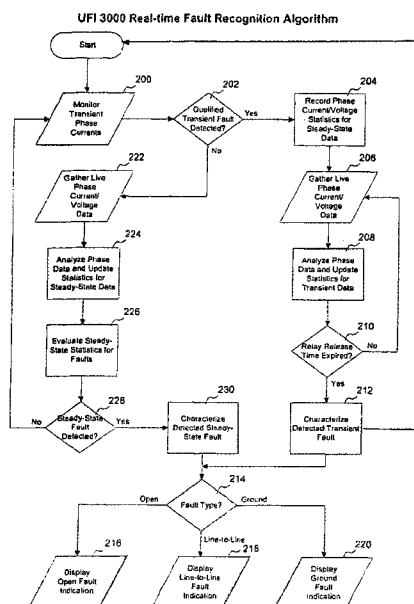 UFI 3000 Real-time Fault Recognition Algorithm
Start
200
Monitor
Transient
Phase
Currents
202
Qualified
Transient Fault
Detected?
Yes
No
204
Record Phase
Current/Voltage
Statistics for
Steady-State
Data
222
Gather Live
Phase
Current/
Voltage
Data
206
Gather Live
Phase
Current/
Voltage
Data
224
Analyze Phase
Data and Update
Statistics for
Steady-State Data
208
Analyze Phase
Data and Update
Statistics for
Transient Data
226
Evaluate Steady-
State Statistics for
Faults
210
Relay Release
Time Expired?
No
Yes
228
Steady-State
Fault
Detected?
No
Yes
230
Characterize
Detected Steady-
State Fault
212
Characterize
Detected Transient
Fault
214
Fault Type?
Open
Ground
Line-to-Line
216
Display
Open Fault
Indication
218
Display
Line-to-Line
Fault
Indication
220
Display
Ground
Fault
Indication